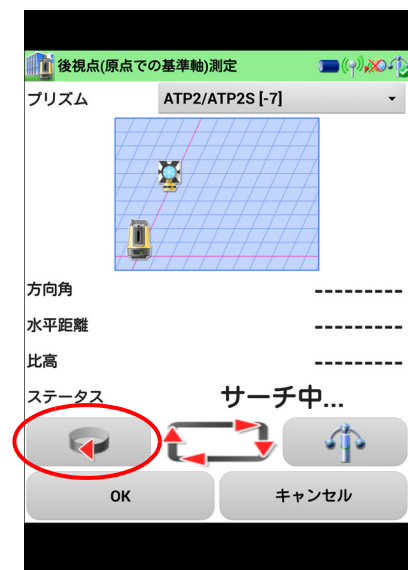 後視点(原点での基準軸)測定
プリズム ATP2/ATP2S [-7]
方向角 ---------
水平距離 ---------
比高 ---------
ステータス サーチ中...
OK キャンセル